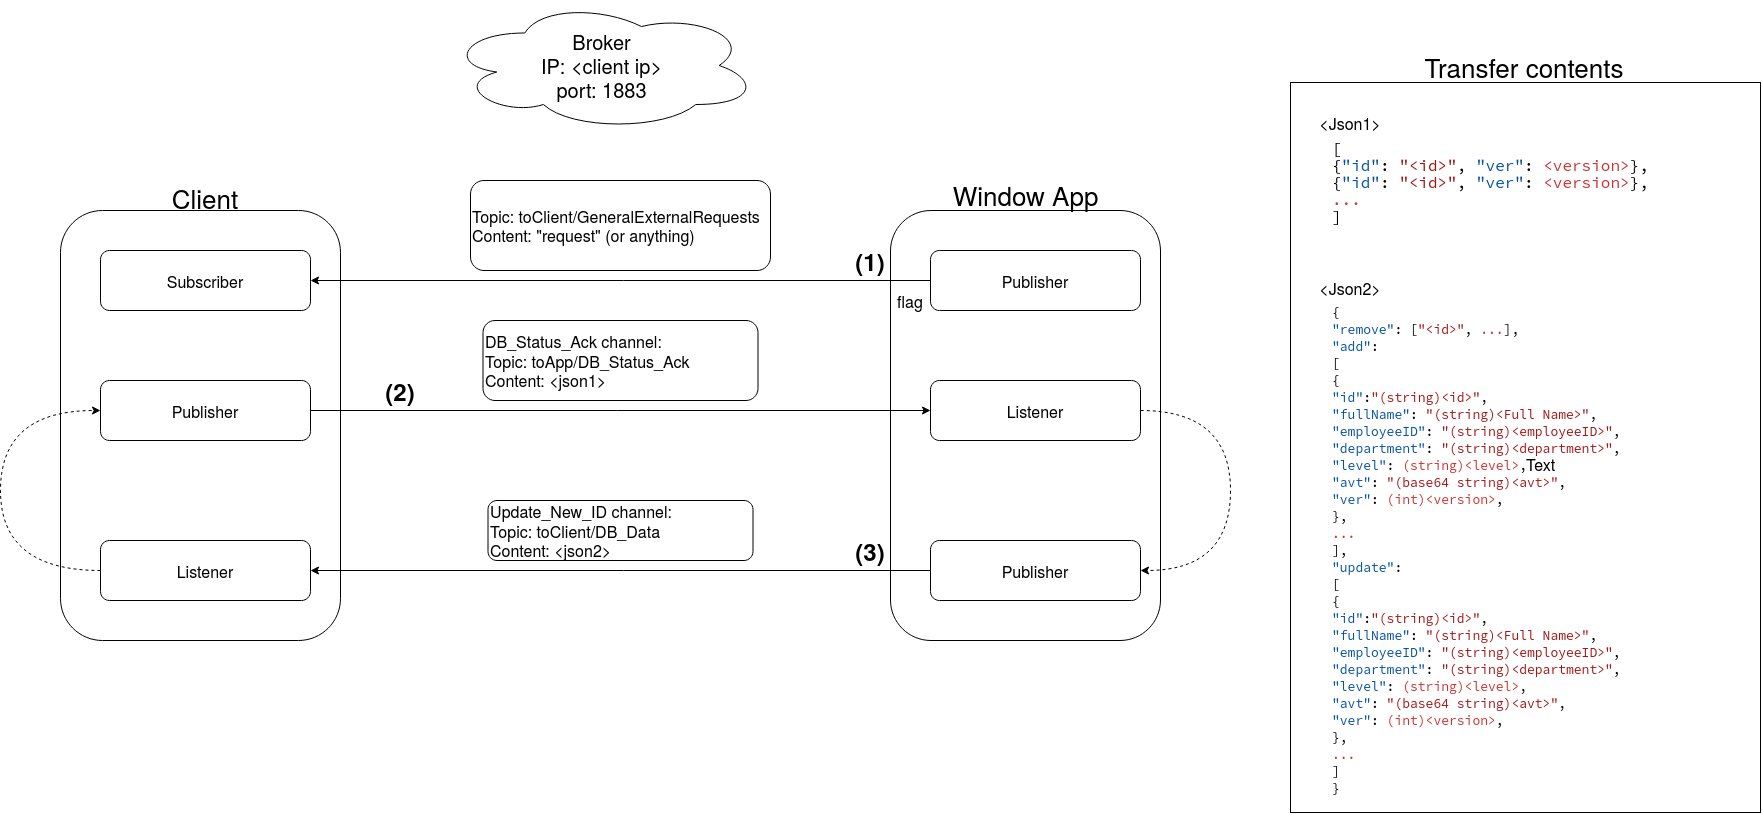 Broker
IP: <client ip>
port: 1883
Client
Window App
Topic: toClient/GeneralExternalRequests
Content: "request" (or anything)
(1)
Subscriber
Publisher
flag
DB_Status_Ack channel:
Topic: toApp/DB_Status_Ack
Content: <json1>
(2)
Publisher
Listener
Update_New_ID channel:
Topic: toClient/DB_Data
Content: <json2>
(3)
Listener
Publisher
Transfer contents
<Json1>
[
{"id": "<id>", "ver": <version>},
{"id": "<id>", "ver": <version>},
...
]
<Json2>
{
"remove": ["<id>", ...],
"add":
[
{
"id":"(string)<id>",
"fullName": "(string)<Full Name>",
"employeeID": "(string)<employeeID>",
"department": "(string)<department>",
"level": (string)<level>,Text
"avt": "(base64 string)<avt>",
"ver": (int)<version>,
},
...
],
"update":
[
{
"id":"(string)<id>",
"fullName": "(string)<Full Name>",
"employeeID": "(string)<employeeID>",
"department": "(string)<department>",
"level": (string)<level>,
"avt": "(base64 string)<avt>",
"ver": (int)<version>,
},
...
]
}